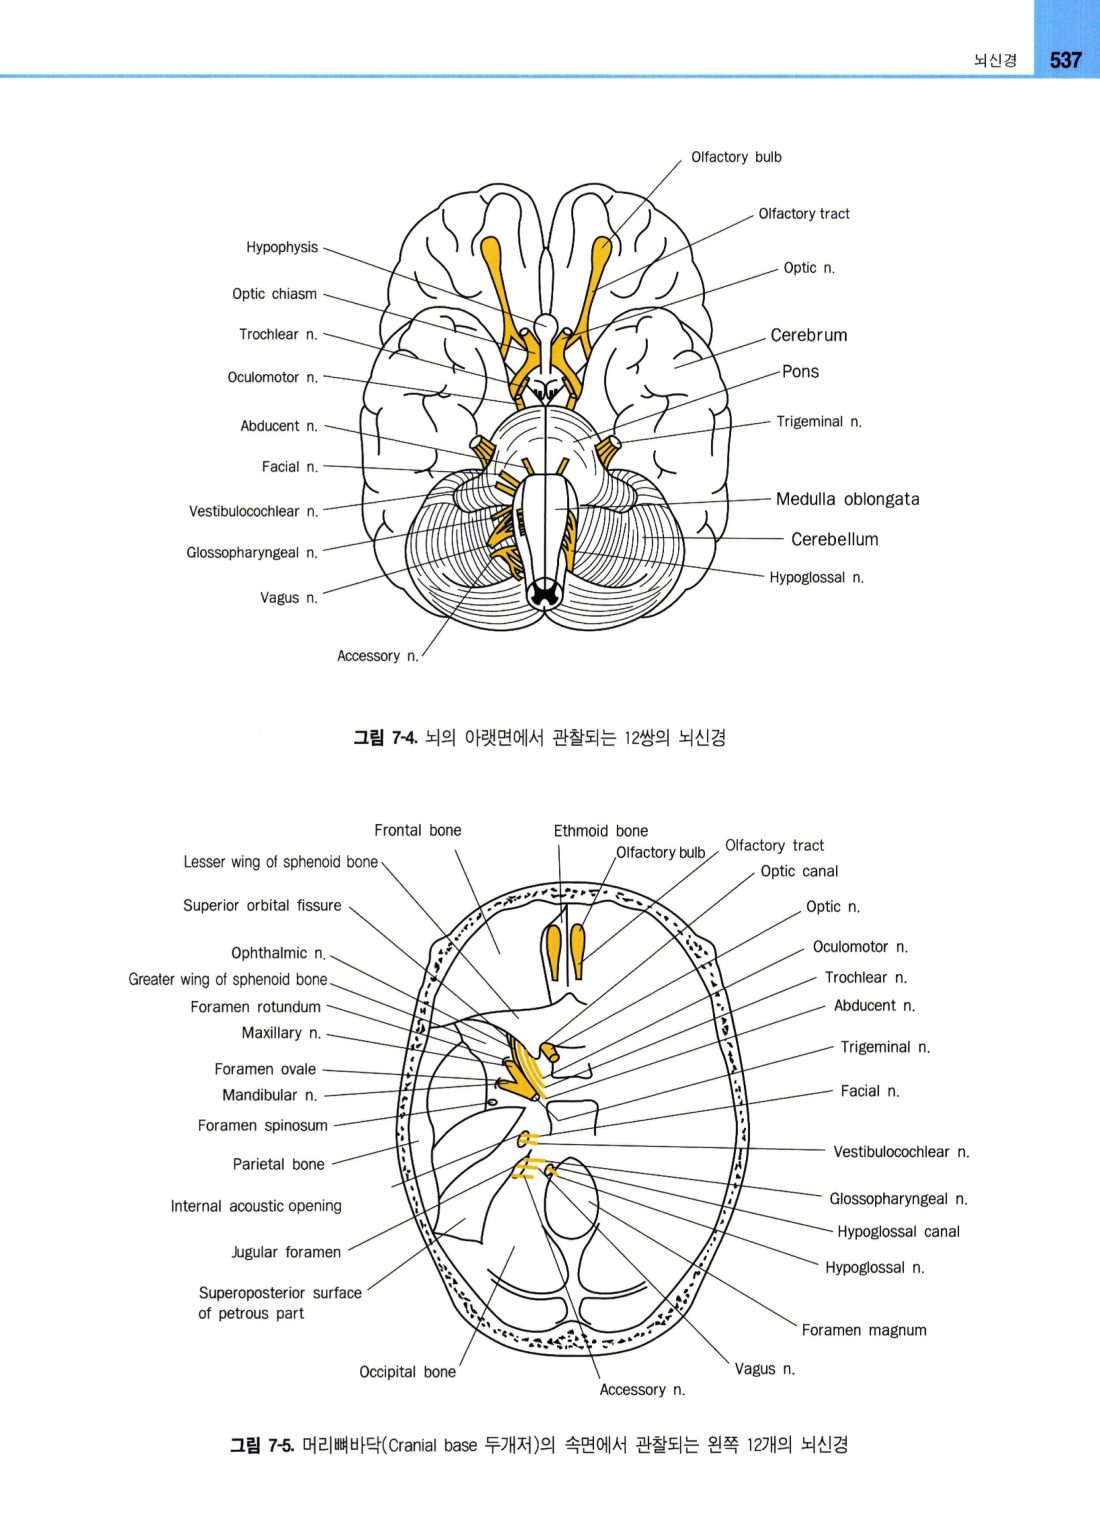 뇌신경 537
Olfactory bulb
Olfactory tract
Hypophysis
Optic n.
Optic chiasm
Trochlear n.
Cerebrum
Pons
Oculomotor n.
Abducent n.
Trigeminal n.
Facial n.
Medulla oblongata
Vestibulocochlear n.
Cerebellum
Glossopharyngeal n.
Hypoglossal n.
Vagus n.
Accessory n.
그림 7-4. 뇌의 아랫면에서 관찰되는 12쌍의 뇌신경
Frontal bone
Ethmoid bone
Olfactory tract
Olfactory bulb
Lesser wing of sphenoid bone
Optic canal
Superior orbital fissure
Optic n.
Ophthalmic n.
Oculomotor n.
Greater wing of sphenoid bone
Trochlear n.
Foramen rotundum
Abducent n.
Maxillary n.
Trigeminal n.
Foramen ovale
Mandibular n.
Facial n.
Foramen spinosum
Vestibulocochlear n.
Parietal bone
Glossopharyngeal n.
Internal acoustic opening
Hypoglossal canal
Jugular foramen
Hypoglossal n.
Superoposterior surface
of petrous part
Foramen magnum
Occipital bone
Vagus n.
Accessory n.
그림 7-5. 머리뼈바닥(Cranial base 두개저)의 속면에서 관찰되는 왼쪽 12개의 뇌신경